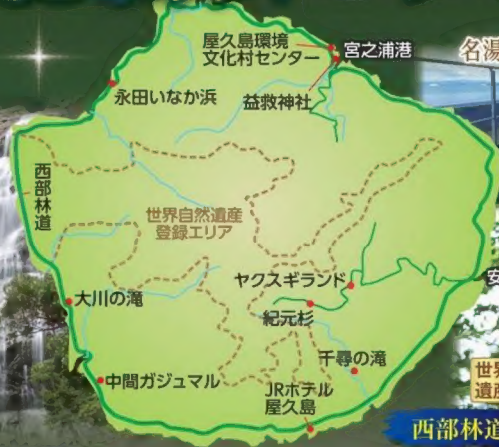 屋久島環境
文化村センター
宮之浦港
名湯
永田いなか浜
益救神社
西部林道
世界自然遺産
登録エリア
ヤクスギランド
安
大川の滝
紀元杉
千尋の滝
中間ガジュマル
JRホテル
屋久島
世界
遺産
西部林道